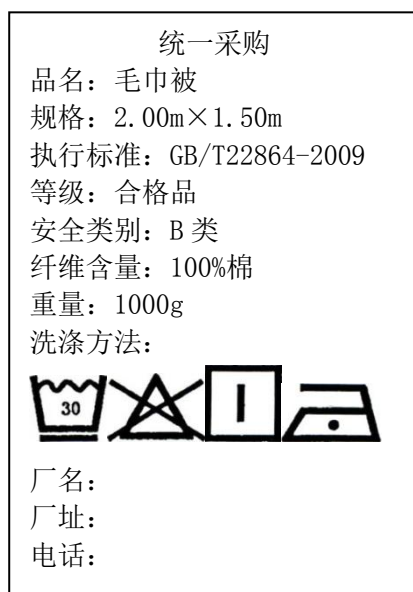 统一采购
品名：毛巾被
规格：2.00m×1.50m
执行标准：GB/T22864-2009
等级：合格品
安全类别：B 类
纤维含量：100%棉
重量：1000g
洗涤方法：
30
厂名：
厂址：
电话：